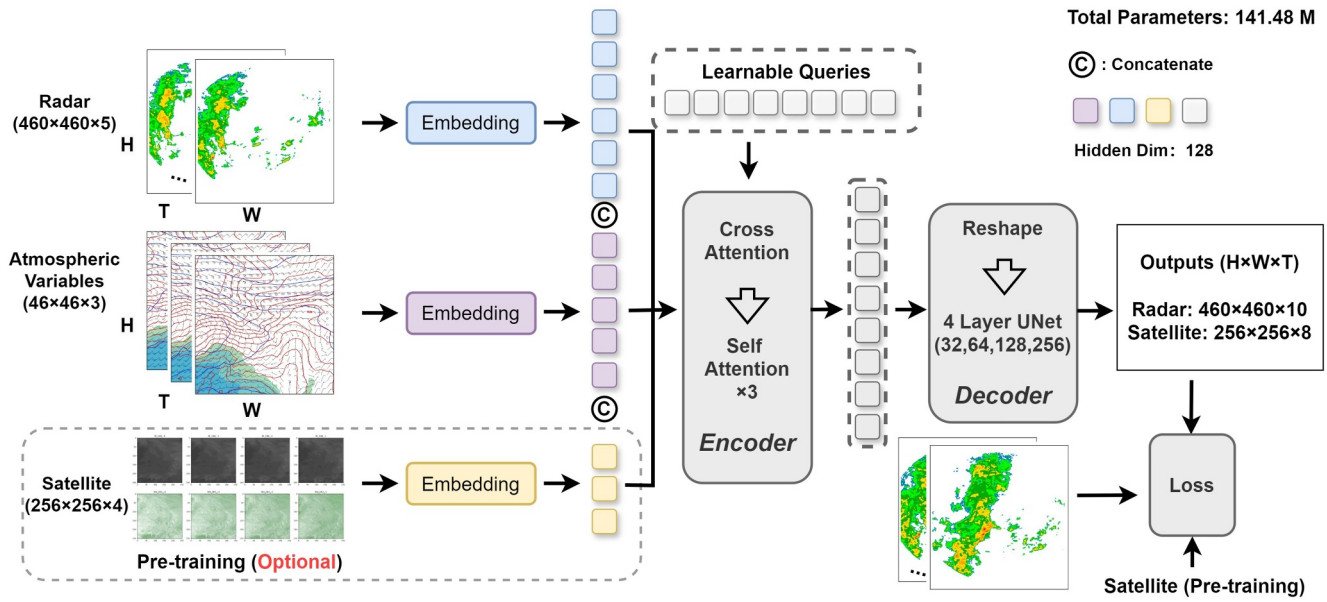 Total Parameters: 141.48 M
C : Concatenate
Hidden Dim: 128
Learnable Queries
Radar
(460×460×5)
H
...
T
W
Embedding
C
Atmospheric
Variables
(46×46×3)
H
T
W
Embedding
C
Satellite
(256×256×4)
Embedding
Pre-training (Optional)
Cross
Attention
Self
Attention
×3
Encoder
Reshape
4 Layer UNet
(32,64,128,256)
Decoder
Outputs (H×W×T)
Radar: 460×460×10
Satellite: 256×256×8
...
Loss
Satellite (Pre-training)